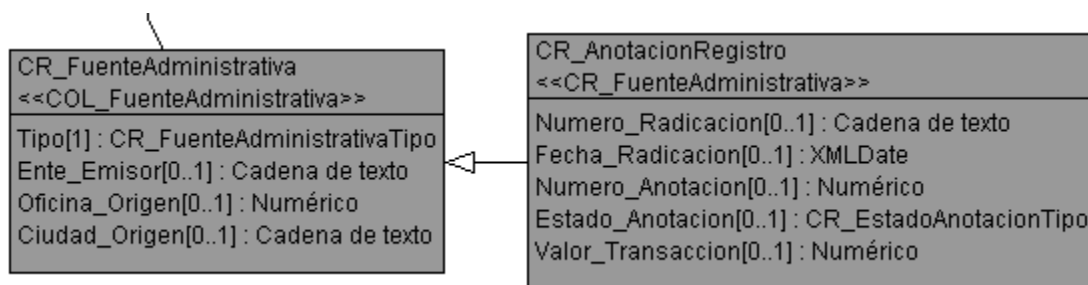 CR_FuenteAdministrativa
<<COL_FuenteAdministrativa>>
Tipo[1] : CR_FuenteAdministrativaTipo
Ente_Emisor[0..1] : Cadena de texto
Oficina_Origen[0..1] : Numérico
Ciudad_Origen[0..1] : Cadena de texto
CR_AnotacionRegistro
<<CR_FuenteAdministrativa>>
Numero_Radicacion[0..1] : Cadena de texto
Fecha_Radicacion[0..1] : XMLDate
Numero_Anotacion[0..1] : Numérico
Estado_Anotacion[0..1] : CR_EstadoAnotacionTipo
Valor_Transaccion[0..1] : Numérico